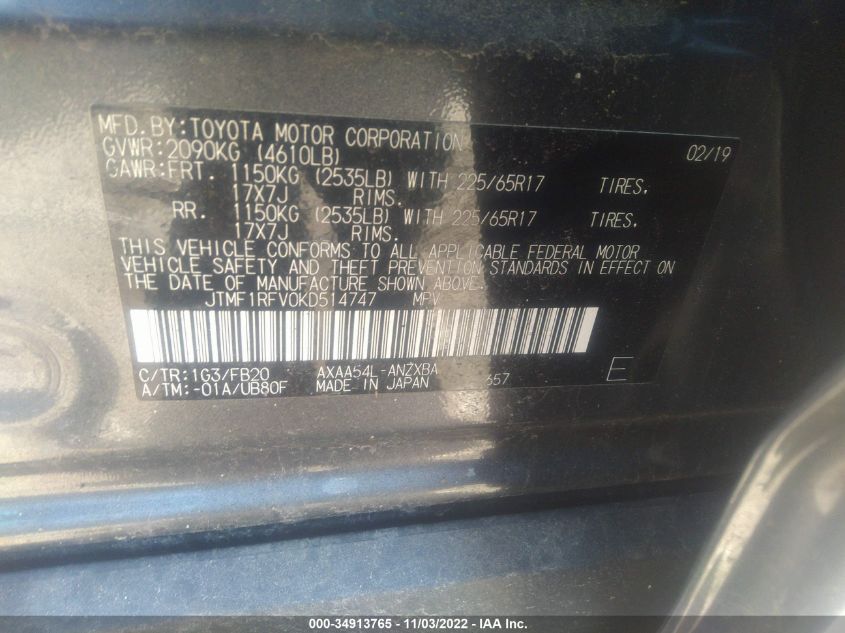 MFD. BY: TOYOTA MOTOR CORPORATION 02/19
GVWR: 2090KG (4610LB)
GAWR: FRT. 1150KG (2535LB) WITH 225/65R17 TIRES,
17X7J RIMS.
RR. 1150KG (2535LB) WITH 225/65R17 TIRES,
17X7J RIMS.
THIS VEHICLE CONFORMS TO ALL APPLICABLE FEDERAL MOTOR
VEHICLE SAFETY AND THEFT PREVENTION STANDARDS IN EFFECT ON
THE DATE OF MANUFACTURE SHOWN ABOVE.
JTMF1RFV0KD514747 MPV
C/TR: 1G3/FB20 AXAA54L-ANZXBA 657 E
A/TM: -01A/UB80F MADE IN JAPAN
000-34913765 - 11/03/2022 - IAA Inc.